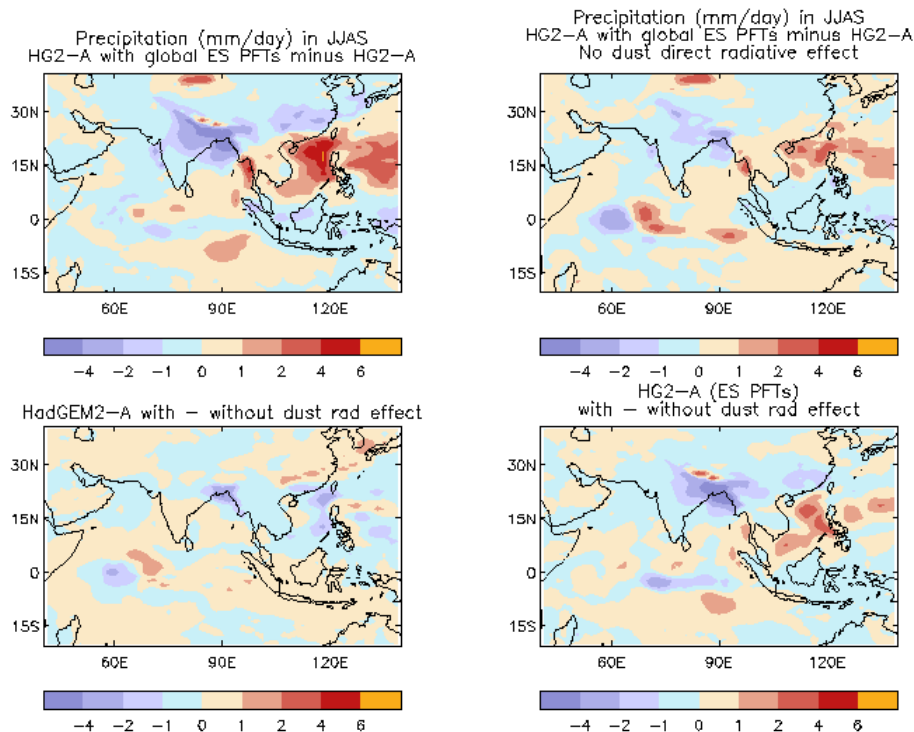 Precipitation (mm/day) in JJAS
HG2-A with global ES PFTs minus HG2-A
30N
15N
0
15S
60E 90E 120E
-4 -2 -1 0 1 2 4 6
Precipitation (mm/day) in JJAS
HG2-A with global ES PFTs minus HG2-A
No dust direct radiative effect
30N
15N
0
15S
60E 90E 120E
-4 -2 -1 0 1 2 4 6
HadGEM2-A with - without dust rad effect
30N
15N
0
15S
60E 90E 120E
-4 -2 -1 0 1 2 4 6
HG2-A (ES PFTs)
with - without dust rad effect
30N
15N
0
15S
60E 90E 120E
-4 -2 -1 0 1 2 4 6